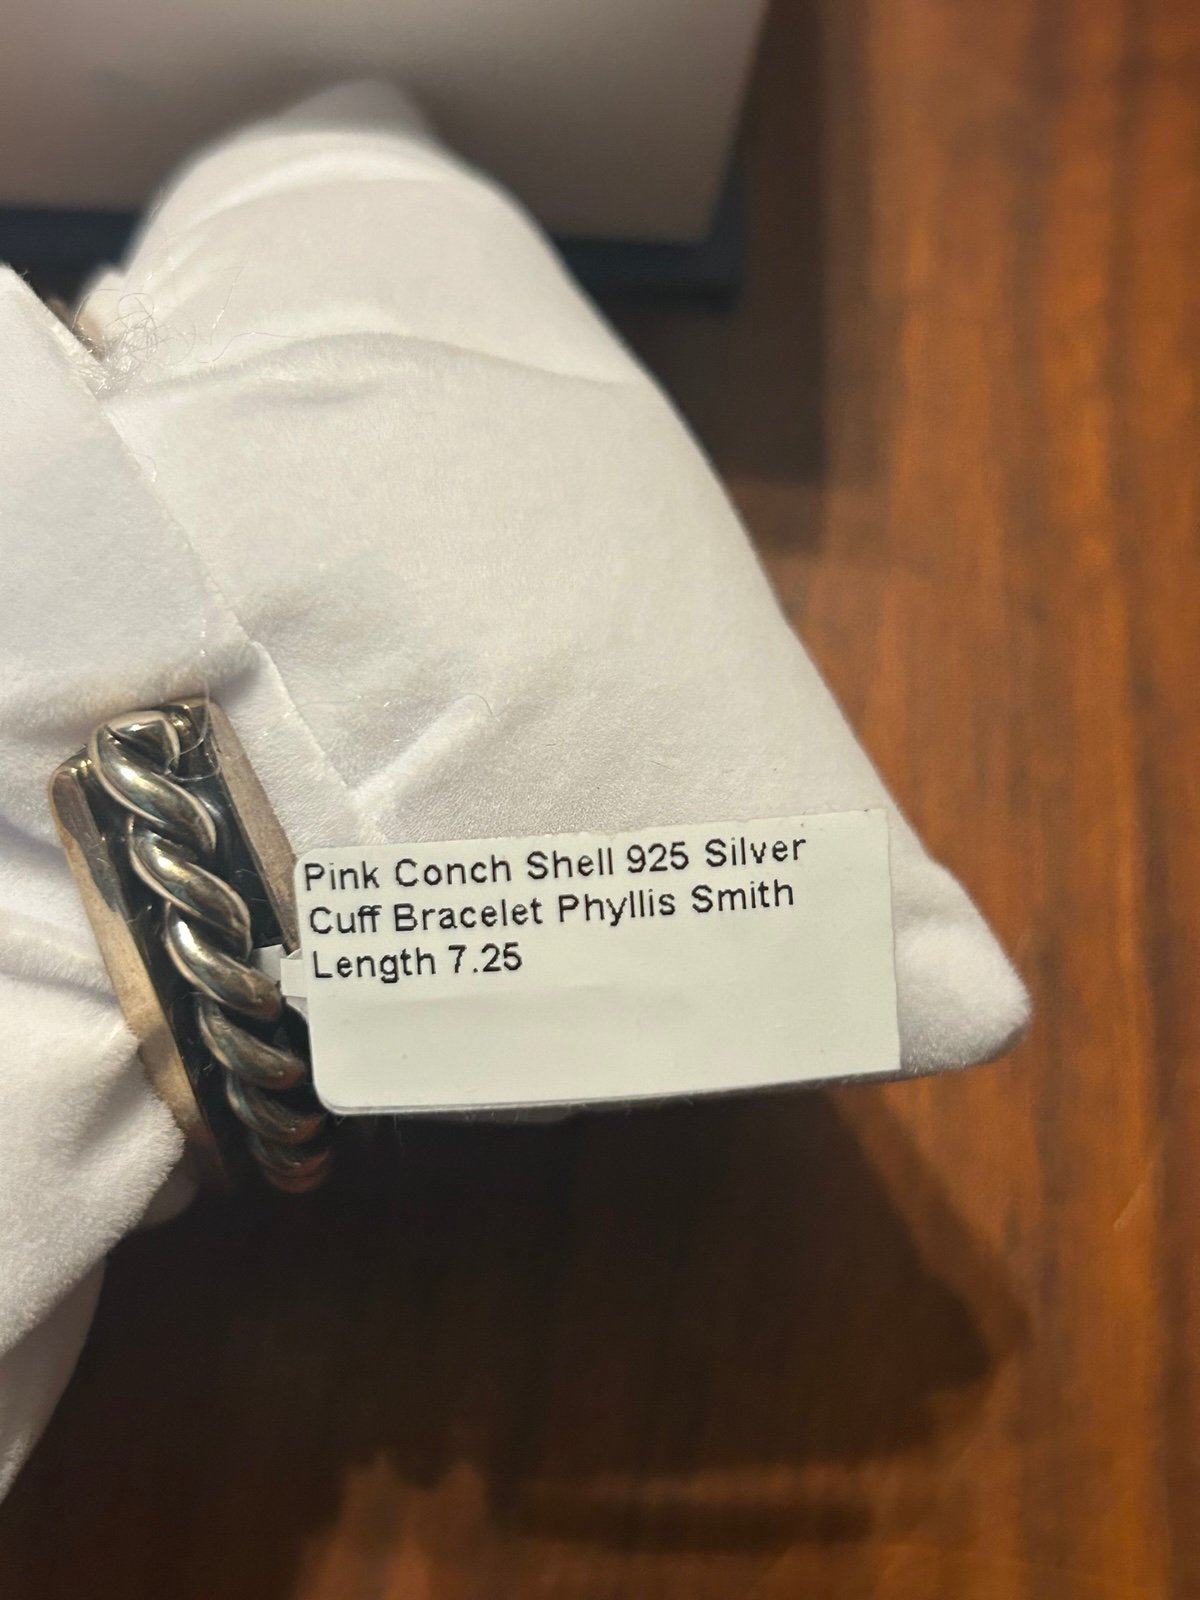 Pink Conch Shell 925 Silver
Cuff Bracelet Phyllis Smith
Length 7.25